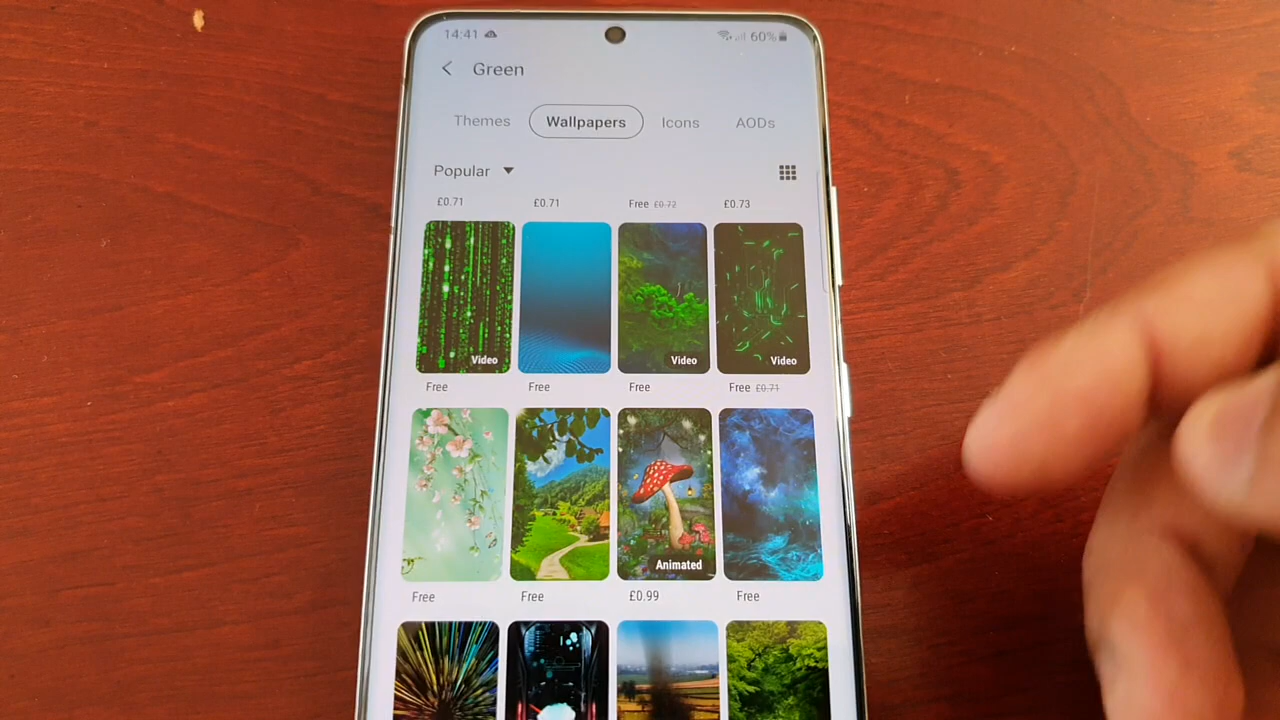 14:41 60%
Green
Themes Wallpapers Icons AODs
Popular
£0.71 £0.71 Free £0.72 £0.73
Video Video Video
Free Free Free Free £0.71
Animated
Free Free £0.99 Free